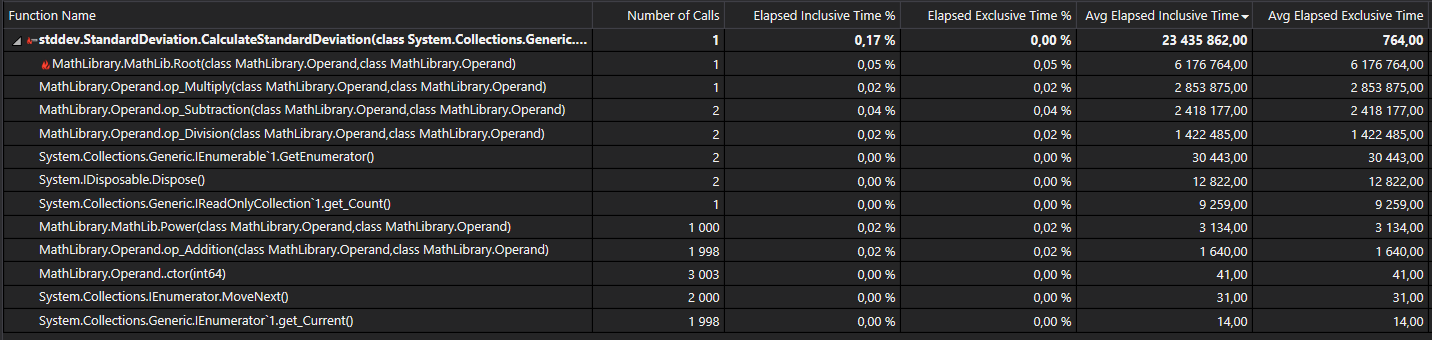 Function Name Number of Calls Elapsed Inclusive Time % Elapsed Exclusive Time % Avg Elapsed Inclusive Time Avg Elapsed Exclusive Time
stddev.StandardDeviation.CalculateStandardDeviation(class System.Collections.Generic.... 1 0,17 % 0,00 % 23 435 862,00 764,00
MathLibrary.MathLib.Root(class MathLibrary.Operand,class MathLibrary.Operand) 1 0,05 % 0,05 % 6 176 764,00 6 176 764,00
MathLibrary.Operand.op_Multiply(class MathLibrary.Operand,class MathLibrary.Operand) 1 0,02 % 0,02 % 2 853 875,00 2 853 875,00
MathLibrary.Operand.op_Subtraction(class MathLibrary.Operand,class MathLibrary.Operand) 2 0,04 % 0,04 % 2 418 177,00 2 418 177,00
MathLibrary.Operand.op_Division(class MathLibrary.Operand,class MathLibrary.Operand) 2 0,02 % 0,02 % 1 422 485,00 1 422 485,00
System.Collections.Generic.IEnumerable`1.GetEnumerator() 2 0,00 % 0,00 % 30 443,00 30 443,00
System.IDisposable.Dispose() 2 0,00 % 0,00 % 12 822,00 12 822,00
System.Collections.Generic.IReadOnlyCollection`1.get_Count() 1 0,00 % 0,00 % 9 259,00 9 259,00
MathLibrary.MathLib.Power(class MathLibrary.Operand,class MathLibrary.Operand) 1 000 0,02 % 0,02 % 3 134,00 3 134,00
MathLibrary.Operand.op_Addition(class MathLibrary.Operand,class MathLibrary.Operand) 1 998 0,02 % 0,02 % 1 640,00 1 640,00
MathLibrary.Operand..ctor(int64) 3 003 0,00 % 0,00 % 41,00 41,00
System.Collections.IEnumerator.MoveNext() 2 000 0,00 % 0,00 % 31,00 31,00
System.Collections.Generic.IEnumerator`1.get_Current() 1 998 0,00 % 0,00 % 14,00 14,00